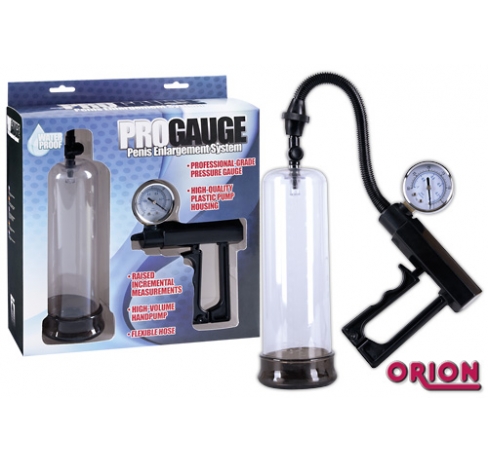 WATER
PROOF
PROGAUGE
Penis Enlargement System
• PROFESSIONAL-GRADE
PRESSURE GAUGE
• HIGH-QUALITY
PLASTIC PUMP
HOUSING
• RAISED
INCREMENTAL
MEASUREMENTS
• HIGH-VOLUME
HANDPUMP
• FLEXIBLE HOSE
ORION